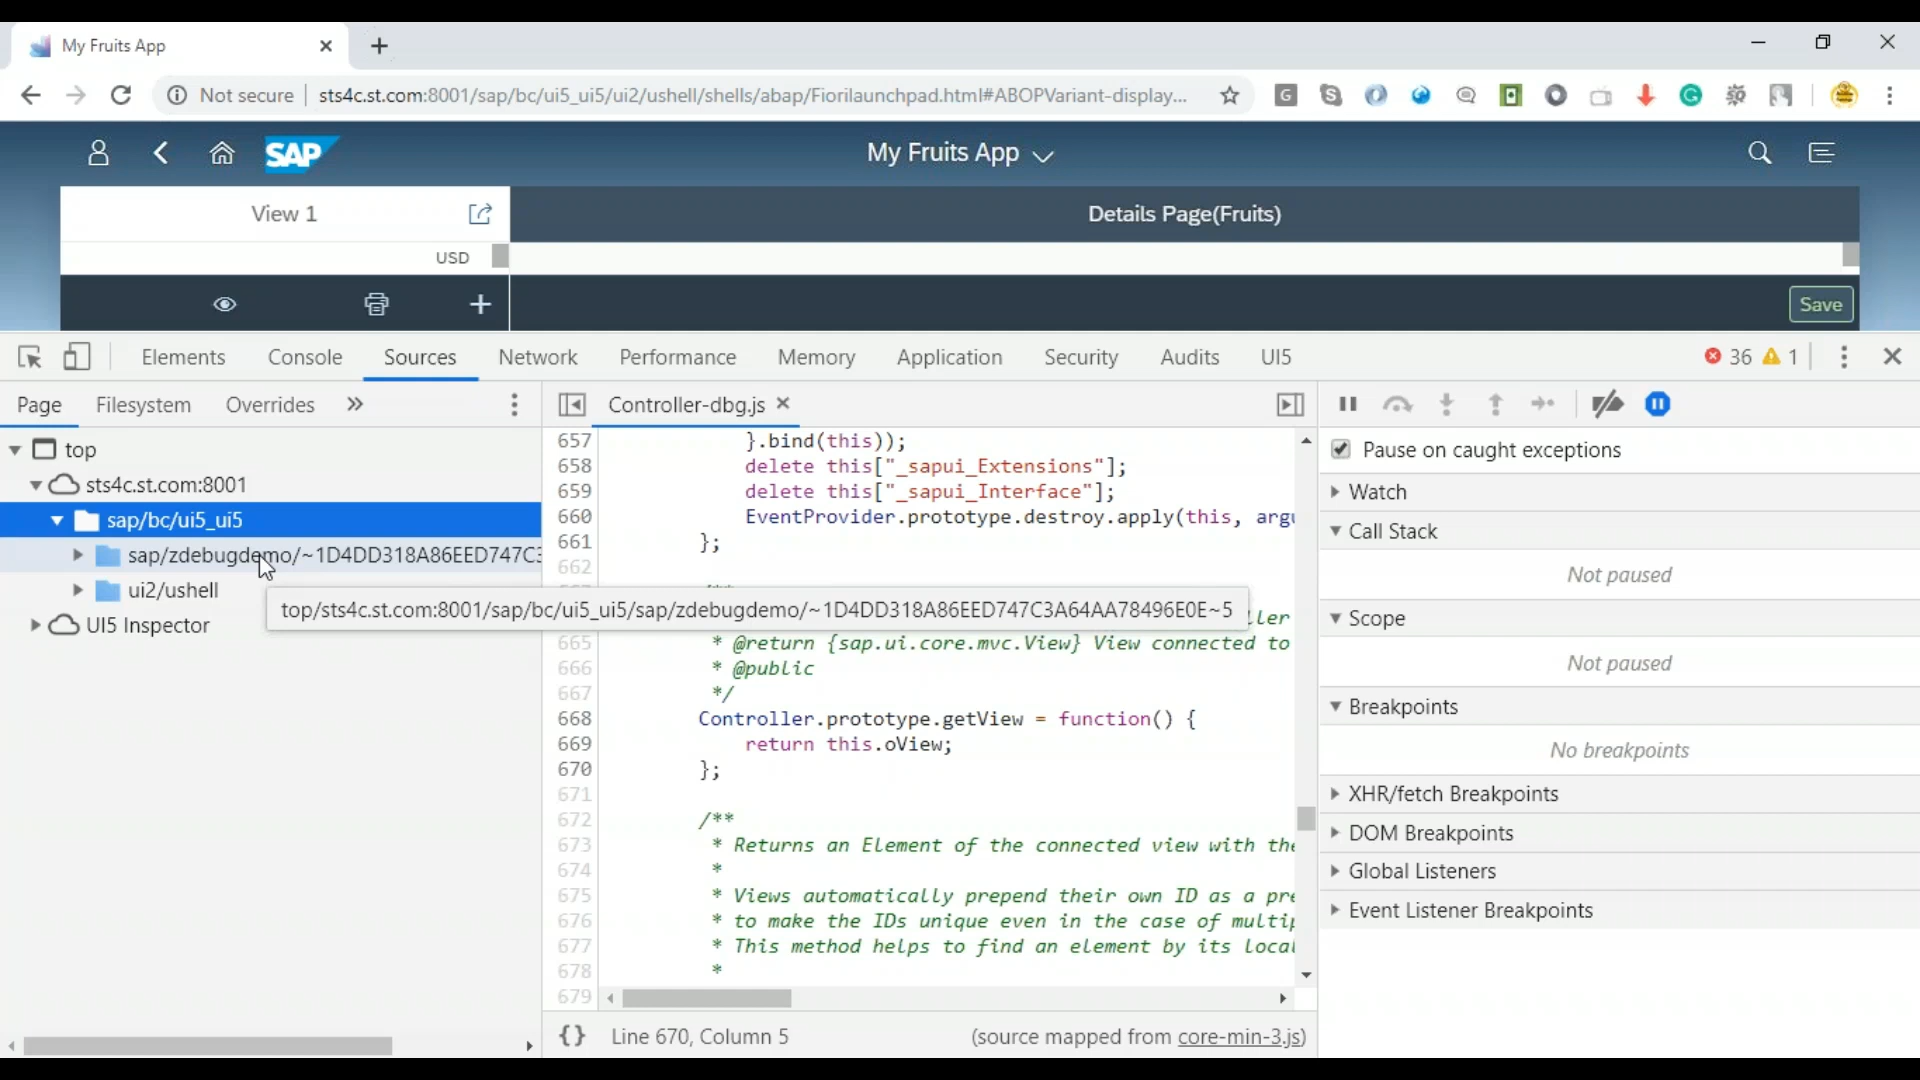 My Fruits App
Not secure sts4c.st.com:8001/sap/bc/ui5_ui5/ui2/ushell/shells/abap/Fiorilaunchpad.html#ABOPVariant-display...
SAP My Fruits App
View 1 Details Page(Fruits)
USD
Save
Elements Console Sources Network Performance Memory Application Security Audits UI5 36 1
Page Filesystem Overrides » Controller-dbg.js
top
sts4c.st.com:8001
sap/bc/ui5_ui5
sap/zdebugdemo/~1D4DD318A86EED747C3
ui2/ushell
UI5 Inspector
top/sts4c.st.com:8001/sap/bc/ui5_ui5/sap/zdebugdemo/~1D4DD318A86EED747C3A64AA78496E0E~5
657 }.bind(this));
658 delete this["_sapui_Extensions"];
659 delete this["_sapui_Interface"];
660 EventProvider.prototype.destroy.apply(this, argu
661 };
662
ller
665 * @return {sap.ui.core.mvc.View} View connected to
666 * @public
667 */
668 Controller.prototype.getView = function() {
669 return this.oView;
670 };
671
672 /**
673 * Returns an Element of the connected view with the
674 *
675 * Views automatically prepend their own ID as a pre
676 * to make the IDs unique even in the case of multip
677 * This method helps to find an element by its local
678 *
679
{} Line 670, Column 5 (source mapped from core-min-3.js)
Pause on caught exceptions
Watch
Call Stack
Not paused
Scope
Not paused
Breakpoints
No breakpoints
XHR/fetch Breakpoints
DOM Breakpoints
Global Listeners
Event Listener Breakpoints